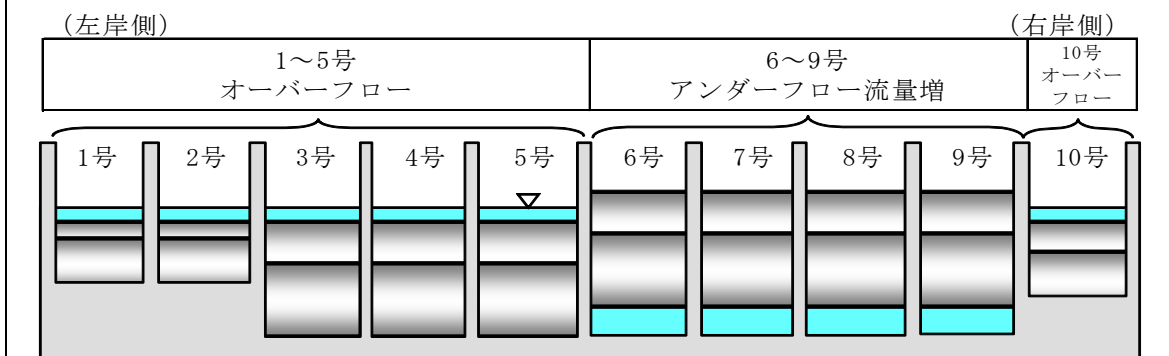 (左岸側)
(右岸側)
1～5号
オーバーフロー
6～9号
アンダーフロー流量増
10号
オーバー
フロー
1号
2号
3号
4号
5号
6号
7号
8号
9号
10号